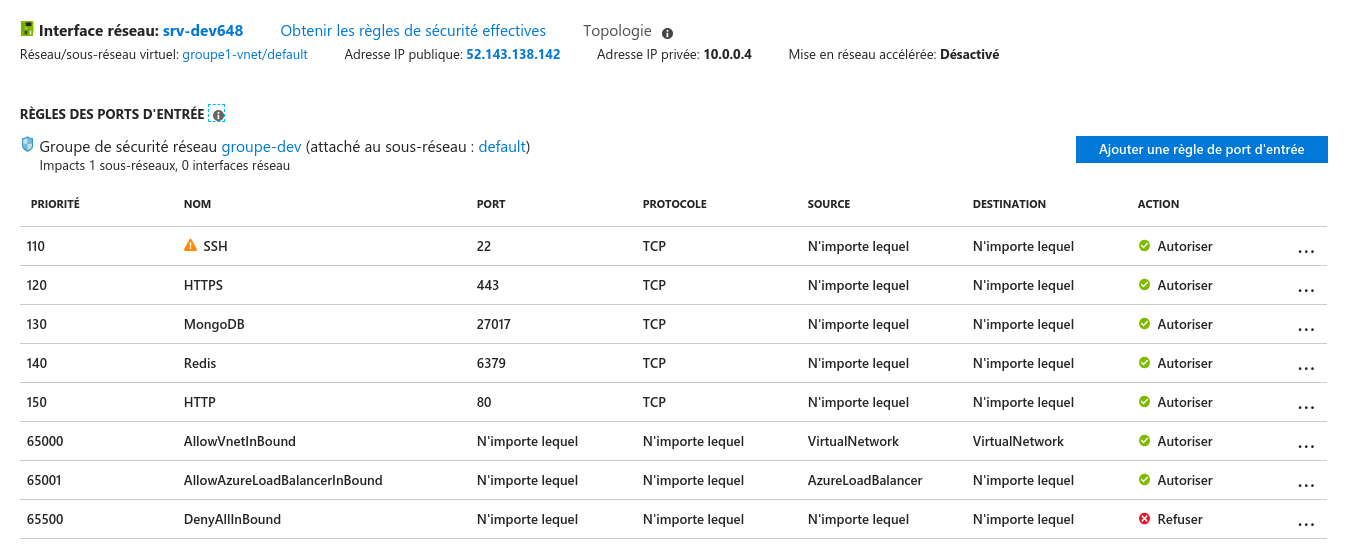 Interface réseau: srv-dev648 Obtenir les règles de sécurité effectives Topologie
Réseau/sous-réseau virtuel: groupe1-vnet/default Adresse IP publique: 52.143.138.142 Adresse IP privée: 10.0.0.4 Mise en réseau accélérée: Désactivé
RÈGLES DES PORTS D'ENTRÉE
Groupe de sécurité réseau groupe-dev (attaché au sous-réseau : default)
Impacts 1 sous-réseaux, 0 interfaces réseau
Ajouter une règle de port d'entrée
PRIORITÉ NOM PORT PROTOCOLE SOURCE DESTINATION ACTION
110 SSH 22 TCP N'importe lequel N'importe lequel Autoriser ...
120 HTTPS 443 TCP N'importe lequel N'importe lequel Autoriser ...
130 MongoDB 27017 TCP N'importe lequel N'importe lequel Autoriser ...
140 Redis 6379 TCP N'importe lequel N'importe lequel Autoriser ...
150 HTTP 80 TCP N'importe lequel N'importe lequel Autoriser ...
65000 AllowVnetInBound N'importe lequel N'importe lequel VirtualNetwork VirtualNetwork Autoriser ...
65001 AllowAzureLoadBalancerInBound N'importe lequel N'importe lequel AzureLoadBalancer N'importe lequel Autoriser ...
65500 DenyAllInBound N'importe lequel N'importe lequel N'importe lequel N'importe lequel Refuser ...